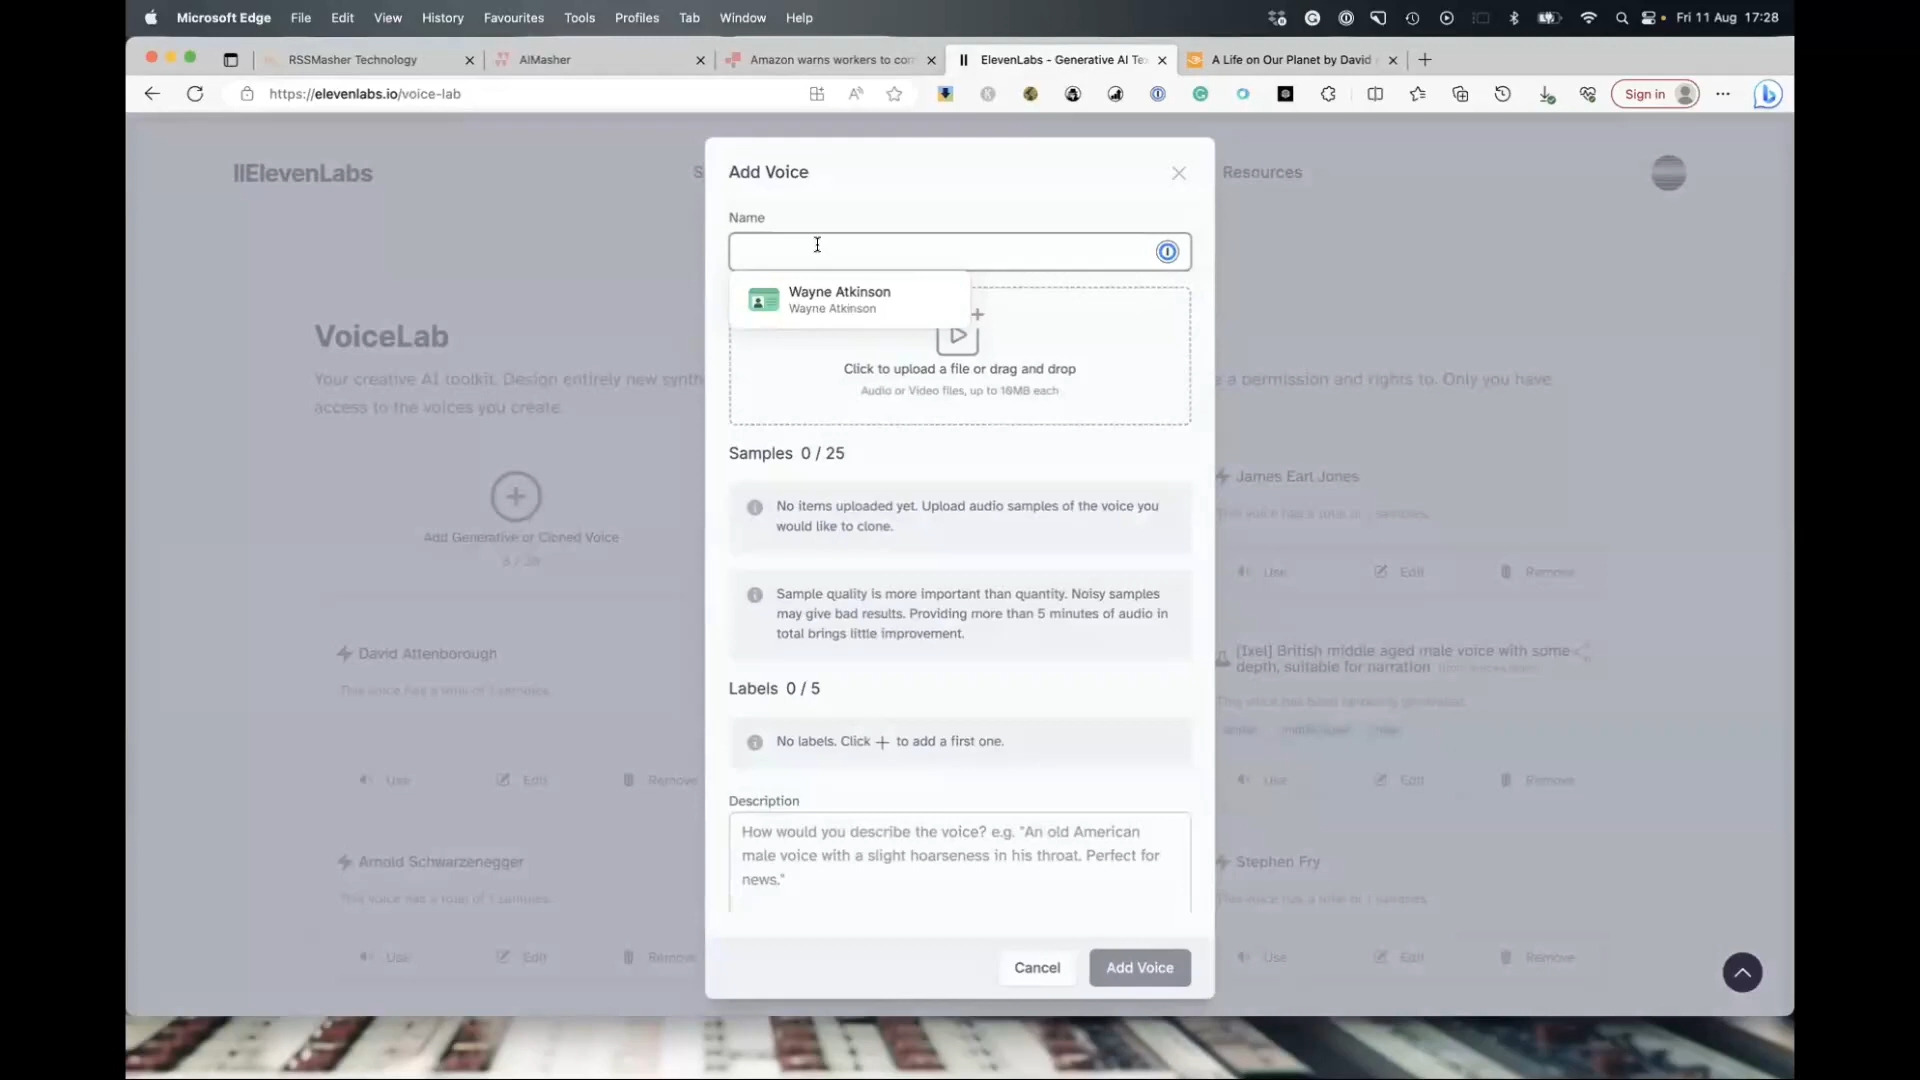 Microsoft Edge File Edit View History Favourites Tools Profiles Tab Window Help Fri 11 Aug 17:28
RSSMasher Technology AIMasher Amazon warns workers to con ElevenLabs - Generative AI Te A Life on Our Planet by David
https://elevenlabs.io/voice-lab Sign in
IIElevenLabs
S
Resources
Add Voice
Name
Wayne Atkinson
Wayne Atkinson
Click to upload a file or drag and drop
Audio or Video files, up to 10MB each
Samples 0 / 25
No items uploaded yet. Upload audio samples of the voice you
would like to clone.
Sample quality is more important than quantity. Noisy samples
may give bad results. Providing more than 5 minutes of audio in
total brings little improvement.
Labels 0 / 5
No labels. Click + to add a first one.
Description
How would you describe the voice? e.g. "An old American
male voice with a slight hoarseness in his throat. Perfect for
news."
Cancel Add Voice
VoiceLab
Your creative AI toolkit. Design entirely new synth
a permission and rights to. Only you have
access to the voices you create.
Add Generative or Cloned Voice
James Earl Jones
Use Edit Remove
David Attenborough
Use Edit Remove
[Ixel] British middle aged male voice with some
depth, suitable for narration
Use Edit Remove
Arnold Schwarzenegger
Use Edit Remove
Stephen Fry
Use Edit Remove